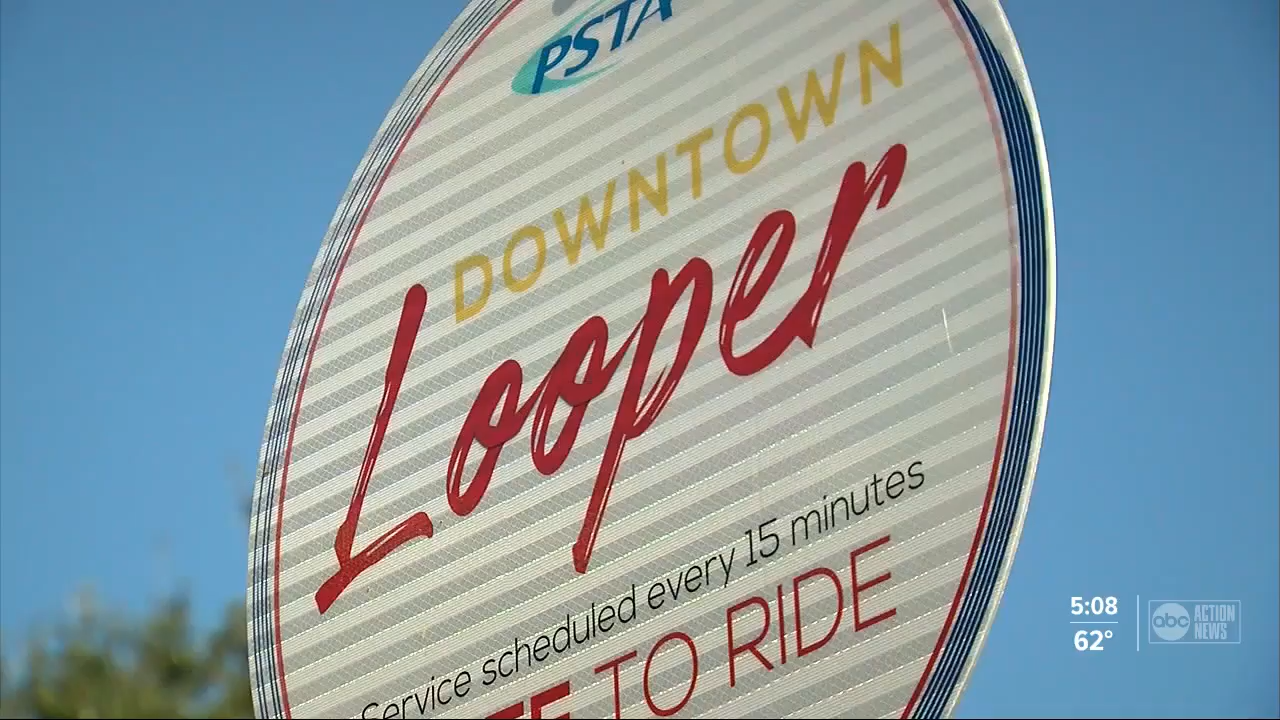 PSTA
DOWNTOWN
Looper
Service scheduled every 15 minutes
TO RIDE
5:08
62°
abc ACTION
NEWS